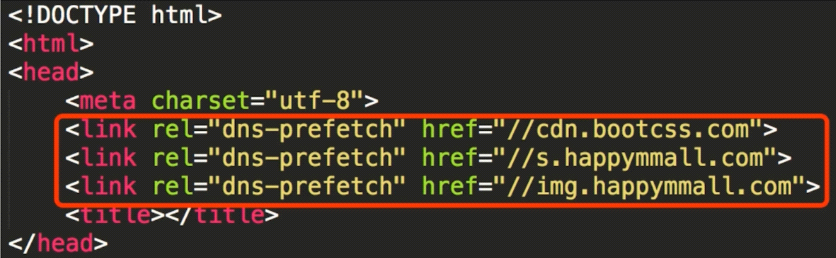 <!DOCTYPE html>
<html>
<head>
    <meta charset="utf-8">
    <link rel="dns-prefetch" href="//cdn.bootcss.com">
    <link rel="dns-prefetch" href="//s.happymmall.com">
    <link rel="dns-prefetch" href="//img.happymmall.com">
    <title></title>
</head>